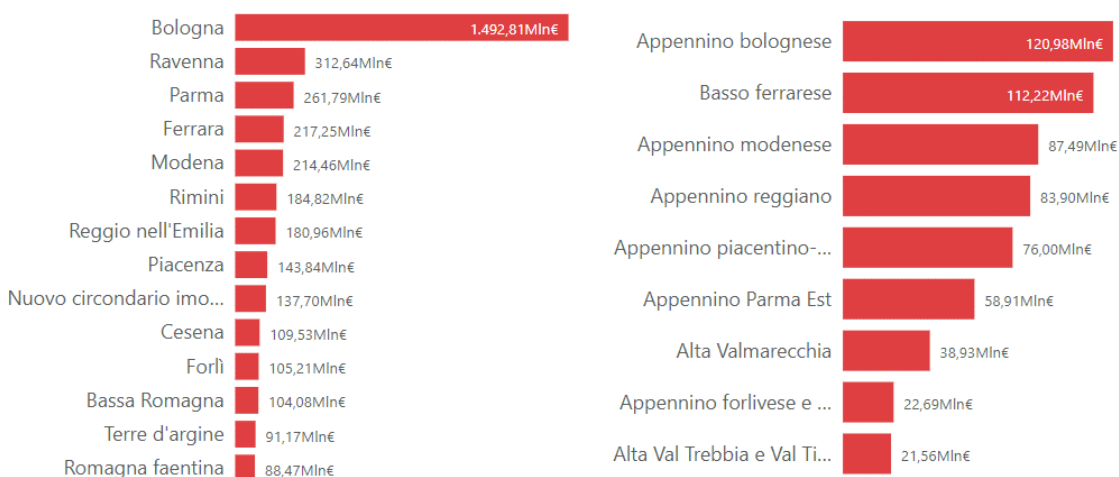 Bologna 1.492,81Mln€
Ravenna 312,64Mln€
Parma 261,79Mln€
Ferrara 217,25Mln€
Modena 214,46Mln€
Rimini 184,82Mln€
Reggio nell'Emilia 180,96Mln€
Piacenza 143,84Mln€
Nuovo circondario imo... 137,70Mln€
Cesena 109,53Mln€
Forlì 105,21Mln€
Bassa Romagna 104,08Mln€
Terre d'argine 91,17Mln€
Romagna faentina 88,47Mln€
Appennino bolognese 120,98Mln€
Basso ferrarese 112,22Mln€
Appennino modenese 87,49Mln€
Appennino reggiano 83,90Mln€
Appennino piacentino-... 76,00Mln€
Appennino Parma Est 58,91Mln€
Alta Valmarecchia 38,93Mln€
Appennino forlivese e ... 22,69Mln€
Alta Val Trebbia e Val Ti... 21,56Mln€